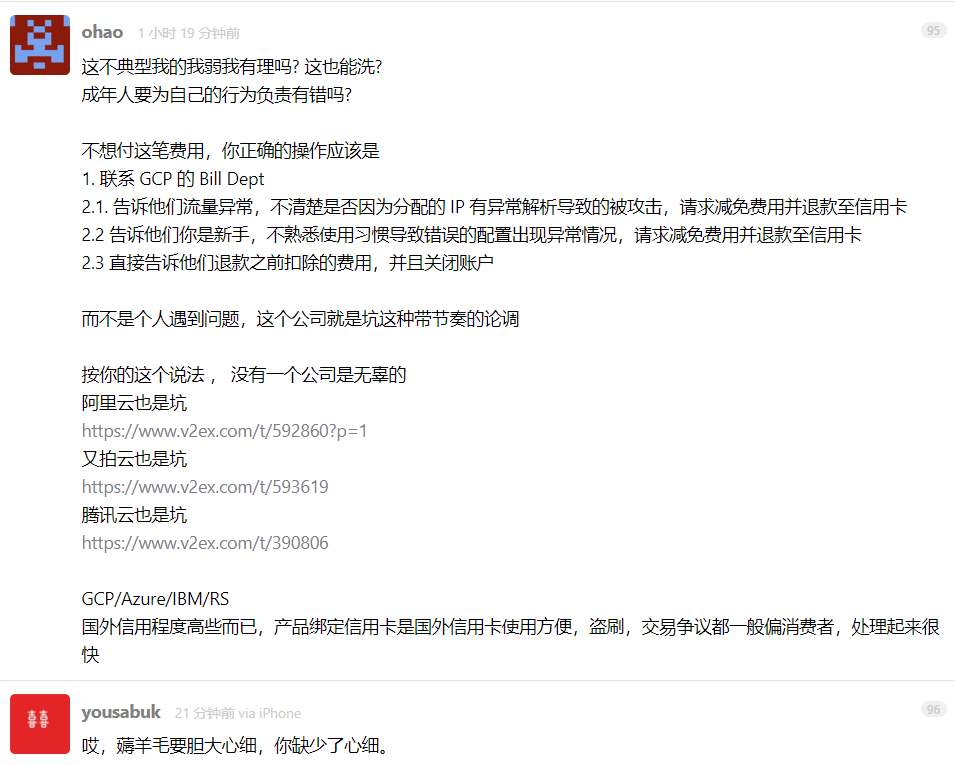 ohao 1 小时 19 分钟前 95
这不典型我的我弱我有理吗? 这也能洗?
成年人要为自己的行为负责有错吗?
不想付这笔费用，你正确的操作应该是
1. 联系 GCP 的 Bill Dept
2.1. 告诉他们流量异常，不清楚是否因为分配的 IP 有异常解析导致的被攻击，请求减免费用并退款至信用卡
2.2 告诉他们你是新手，不熟悉使用习惯导致错误的配置出现异常情况，请求减免费用并退款至信用卡
2.3 直接告诉他们退款之前扣除的费用，并且关闭账户
而不是个人遇到问题，这个公司就是坑这种带节奏的论调
按你的这个说法 ， 没有一个公司是无辜的
阿里云也是坑
https://www.v2ex.com/t/592860?p=1
又拍云也是坑
https://www.v2ex.com/t/593619
腾讯云也是坑
https://www.v2ex.com/t/390806
GCP/Azure/IBM/RS
国外信用程度高些而已，产品绑定信用卡是国外信用卡使用方便，盗刷，交易争议都一般偏消费者，处理起来很
快
囍
yousabuk 21 分钟前 via iPhone 96
哎，薅羊毛要胆大心细，你缺少了心细。